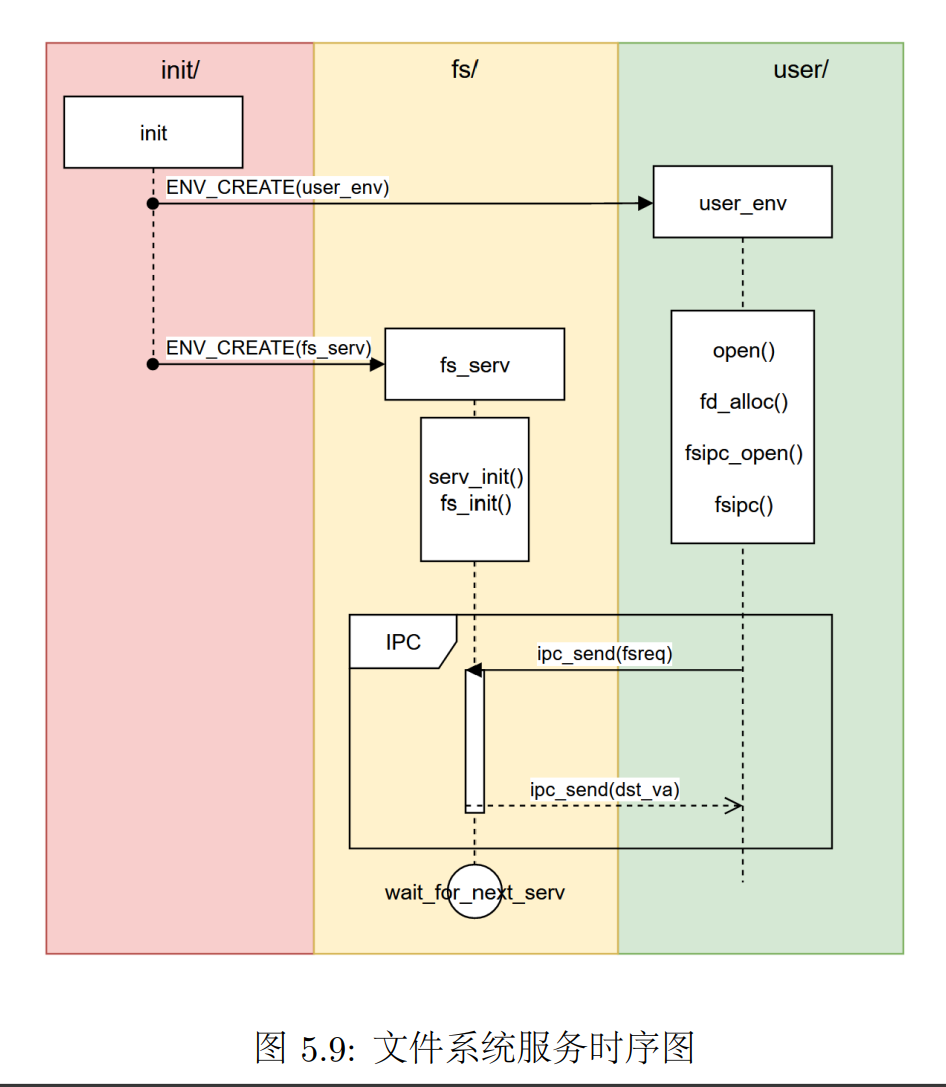 init/
fs/
user/
init
ENV_CREATE(user_env)
user_env
ENV_CREATE(fs_serv)
fs_serv
open()
fd_alloc()
fsipc_open()
fsipc()
serv_init()
fs_init()
IPC
ipc_send(fsreq)
ipc_send(dst_va)
wait_for_next_serv
图 5.9: 文件系统服务时序图